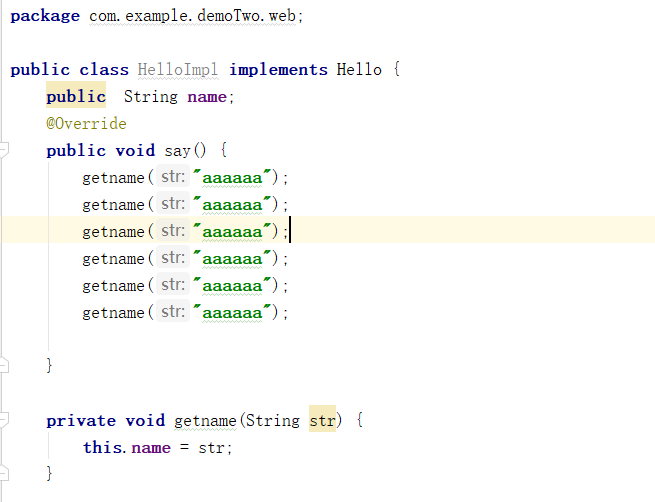 package com.example.demoTwo.web;
public class HelloImpl implements Hello {
public  String name;
@Override
public void say() {
getname( str: "aaaaaa");
getname( str: "aaaaaa");
getname( str: "aaaaaa");
getname( str: "aaaaaa");
getname( str: "aaaaaa");
getname( str: "aaaaaa");
}
private void getname(String str) {
this.name = str;
}